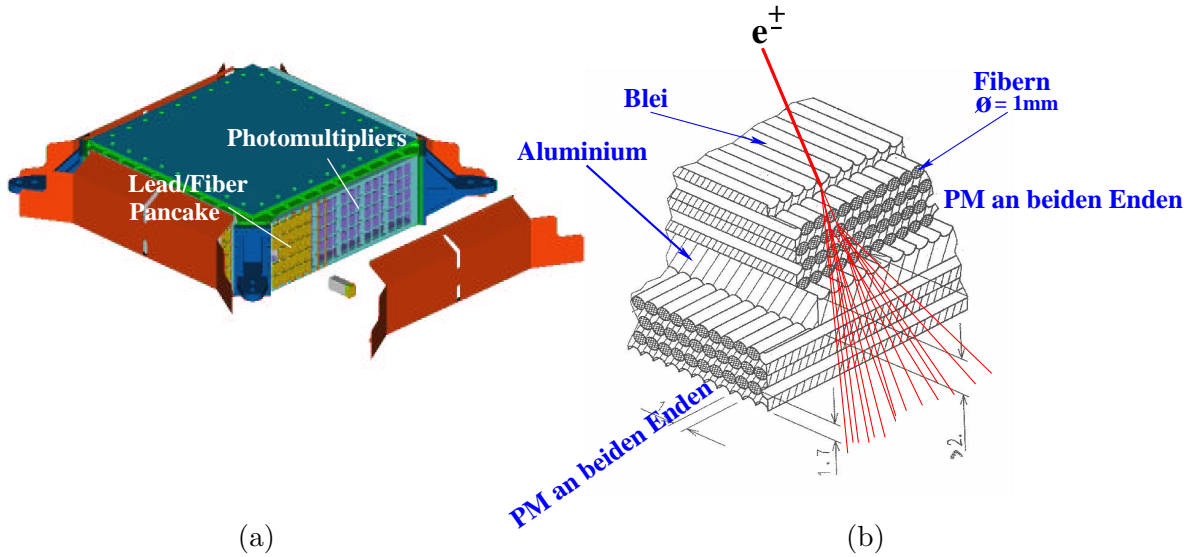 Photomultipliers
Lead/Fiber
Pancake
(a)
e±
Fibern
ø = 1mm
Blei
Aluminium
PM an beiden Enden
PM an beiden Enden
1.7
(b)